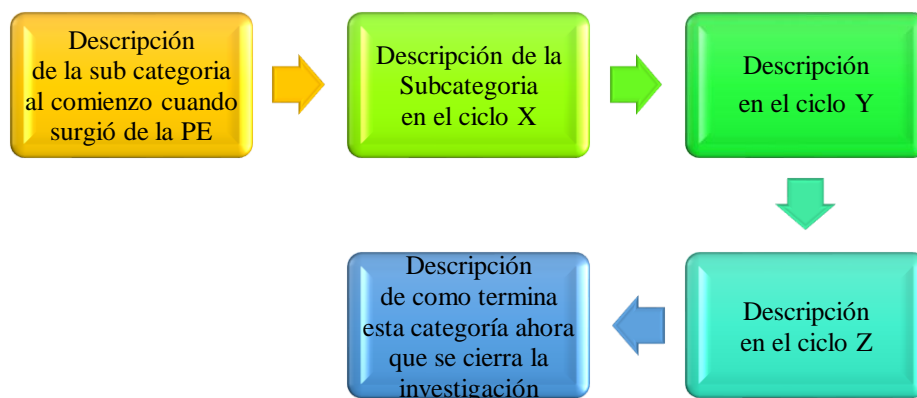 Descripción
de la sub categoria
al comienzo cuando
surgió de la PE
Descripción de la
Subcategoria
en el ciclo X
Descripción
en el ciclo Y
Descripción
en el ciclo Z
Descripción
de como termina
esta categoría ahora
que se cierra la
investigación